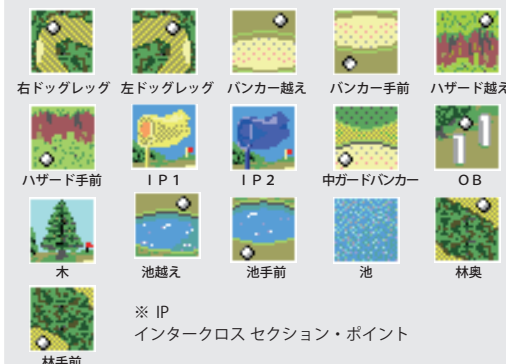 右ドッグレッグ 左ドッグレッグ バンカー越え バンカー手前 ハザード越え
ハザード手前 ＩＰ１ ＩＰ２ 中ガードバンカー ＯＢ
木 池越え 池手前 池 林奥
※ IP
インタークロス セクション・ポイント
林手前